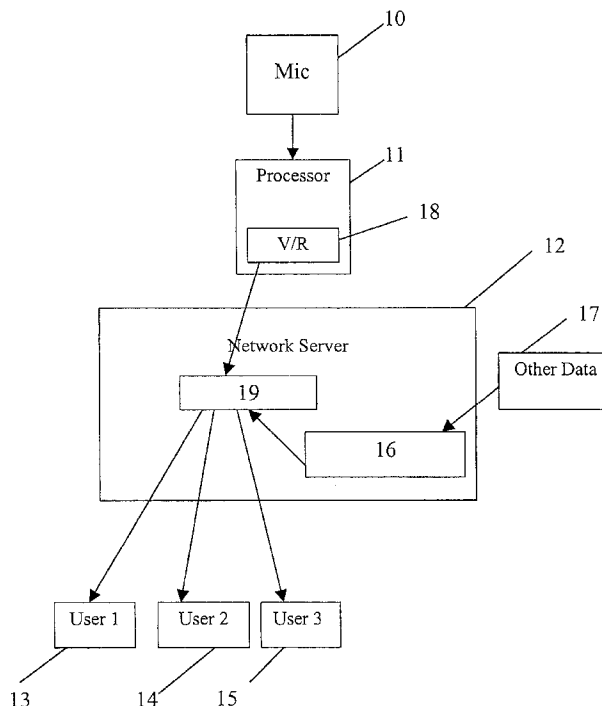 10
Mic
11
Processor
18
V/R
12
17
Network Server
Other Data
19
16
User 1
User 2
User 3
13
14
15